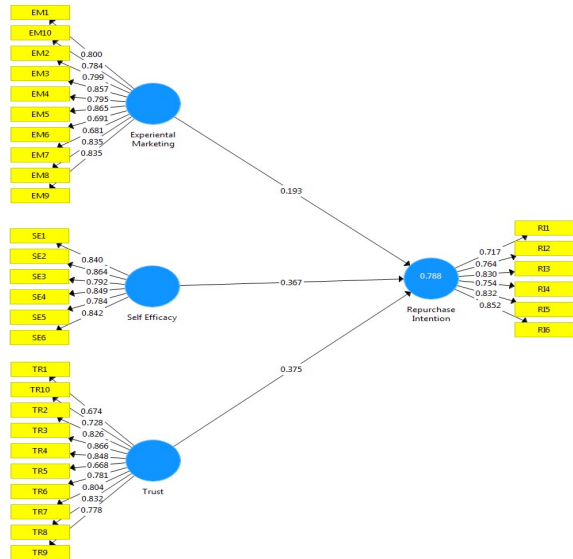 EM1
EM10
EM2
EM3
EM4
EM5
EM6
EM7
EM8
EM9
0.800
0.784
0.799
0.857
0.795
0.865
0.691
0.681
0.835
0.835
Experiental
Marketing
0.193
SE1
SE2
SE3
SE4
SE5
SE6
0.840
0.864
0.792
0.849
0.784
0.842
Self Efficacy
0.367
0.788
Repurchase
Intention
0.717
0.764
0.830
0.754
0.832
0.852
RI1
RI2
RI3
RI4
RI5
RI6
0.375
TR1
TR10
TR2
TR3
TR4
TR5
TR6
TR7
TR8
TR9
0.674
0.728
0.826
0.866
0.848
0.668
0.781
0.804
0.832
0.778
Trust